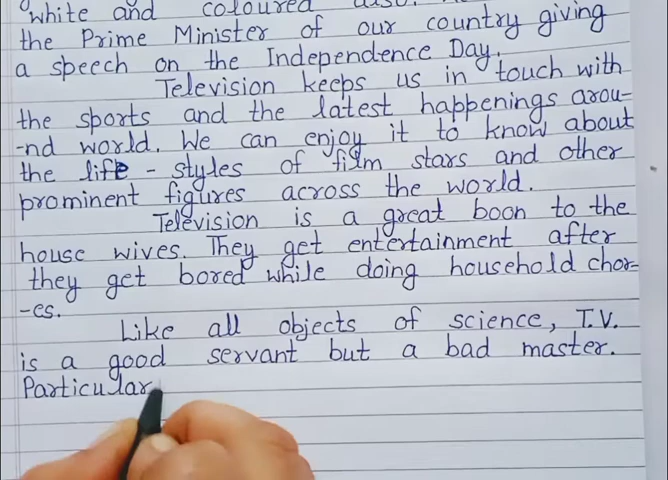 white and coloured also.
the Prime Minister of our country giving
a speech on the Independence Day.
Television keeps us in touch with
the sports and the latest happenings arou-
-nd world. We can enjoy it to know about
the life - styles of film stars and other
prominent figures across the world.
Television is a great boon to the
house wives. They get entertainment after
they get bored while doing household chor-
-es.
Like all objects of science, T.V.
is a good servant but a bad master.
Particular